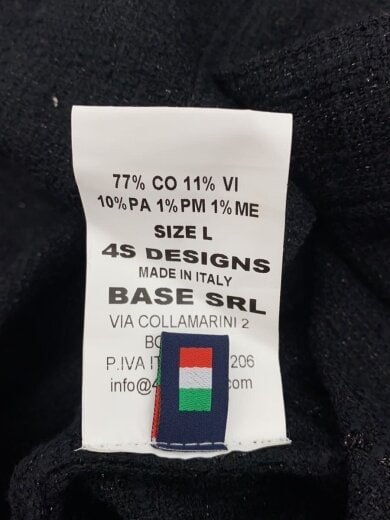 77% CO 11% VI
10% PA 1% PM 1% ME
SIZE L
4S DESIGNS
MADE IN ITALY
BASE SRL
VIA COLLAMARINI 2
P.IVA